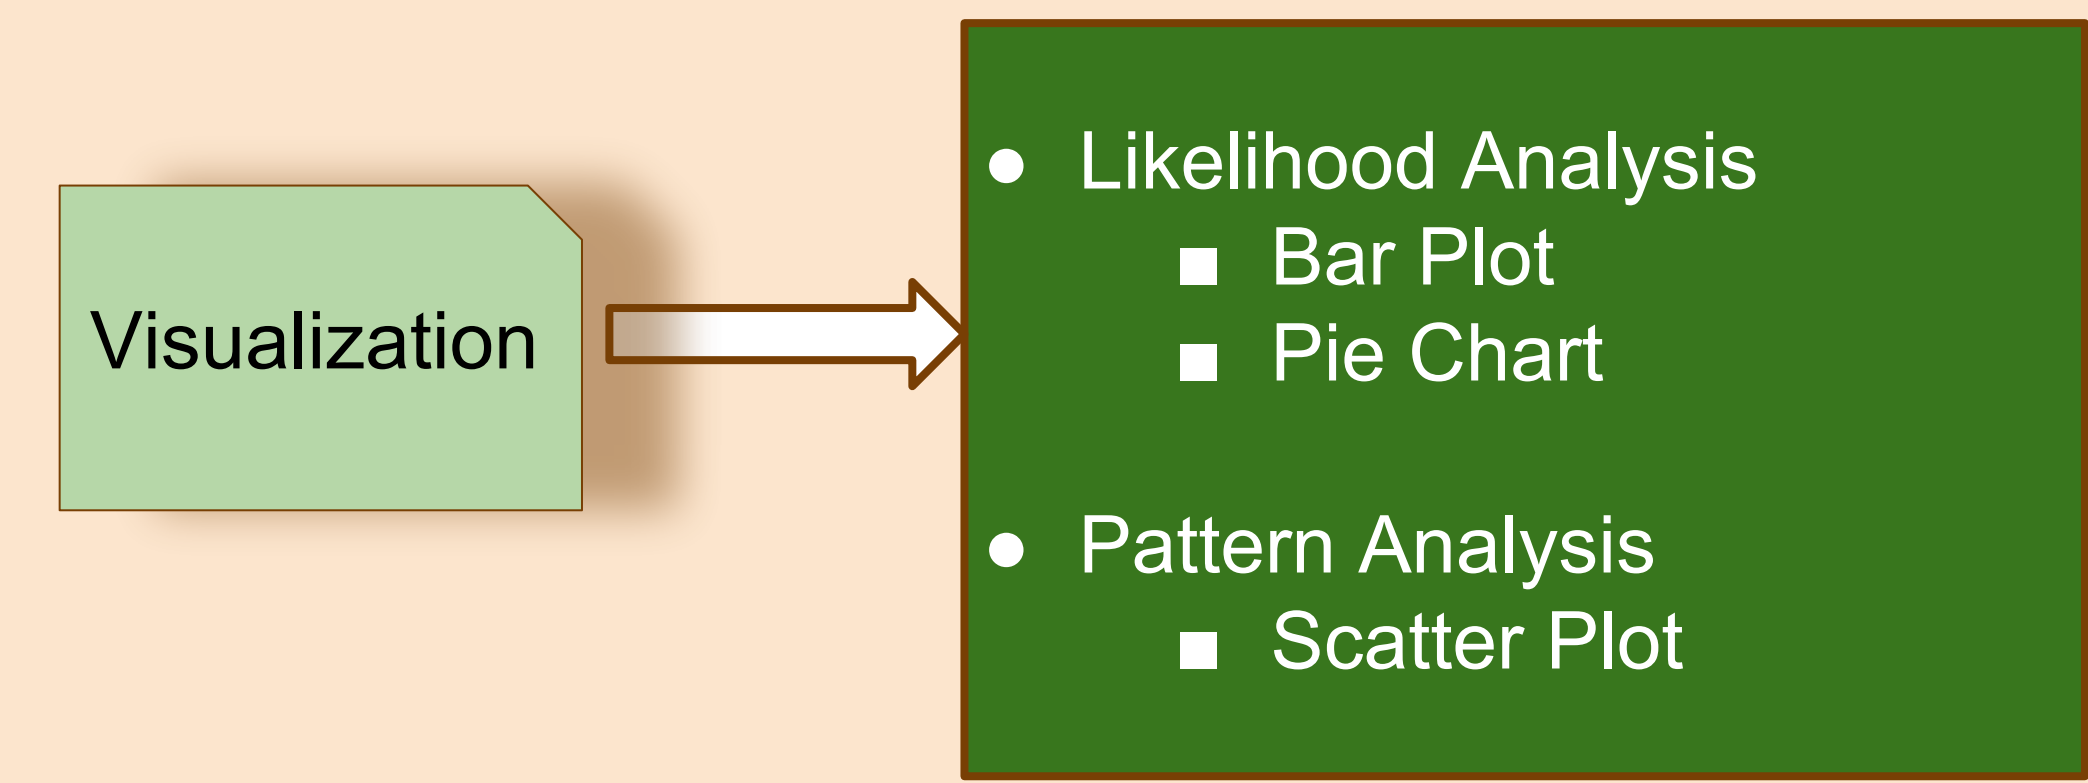 Visualization
● Likelihood Analysis
■ Bar Plot
■ Pie Chart
● Pattern Analysis
■ Scatter Plot